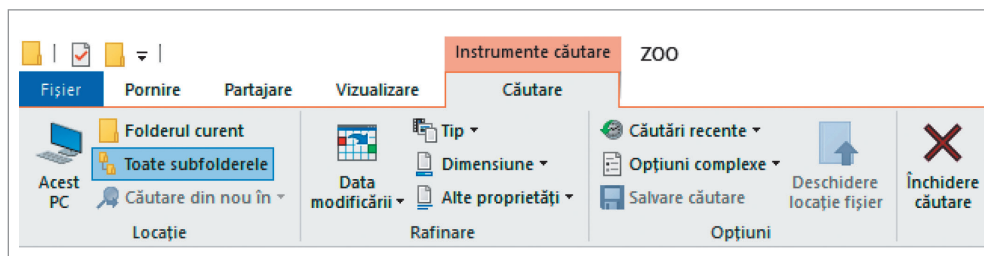 Instrumente căutare ZOO
Fișier Pornire Partajare Vizualizare Căutare
Acest PC
Folderul curent
Toate subfolderele
Căutare din nou în
Locație
Data modificării
Tip
Dimensiune
Alte proprietăți
Rafinare
Căutări recente
Opțiuni complexe
Salvare căutare
Deschidere locație fișier
Opțiuni
Închidere căutare